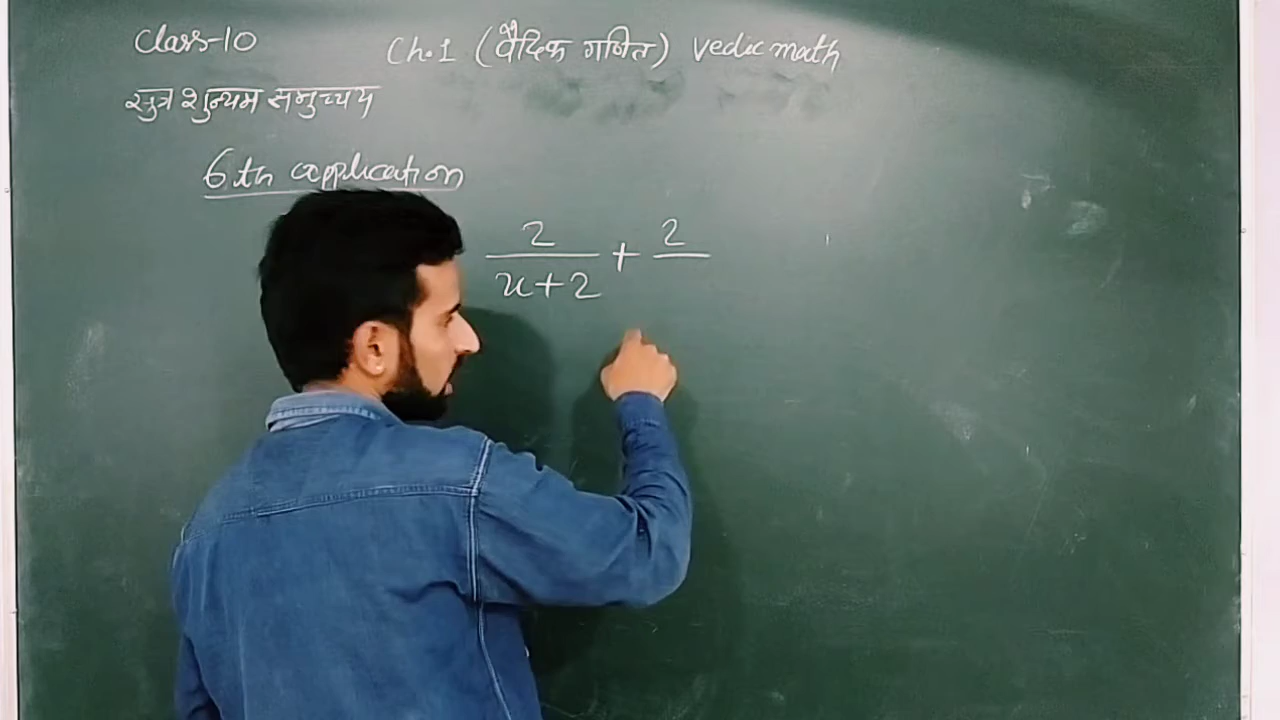 Class-10
Ch.1 (वैदिक गणित) vedic math
सुत्र शुन्यम समुच्चय
6th application
2 2
+
x+2